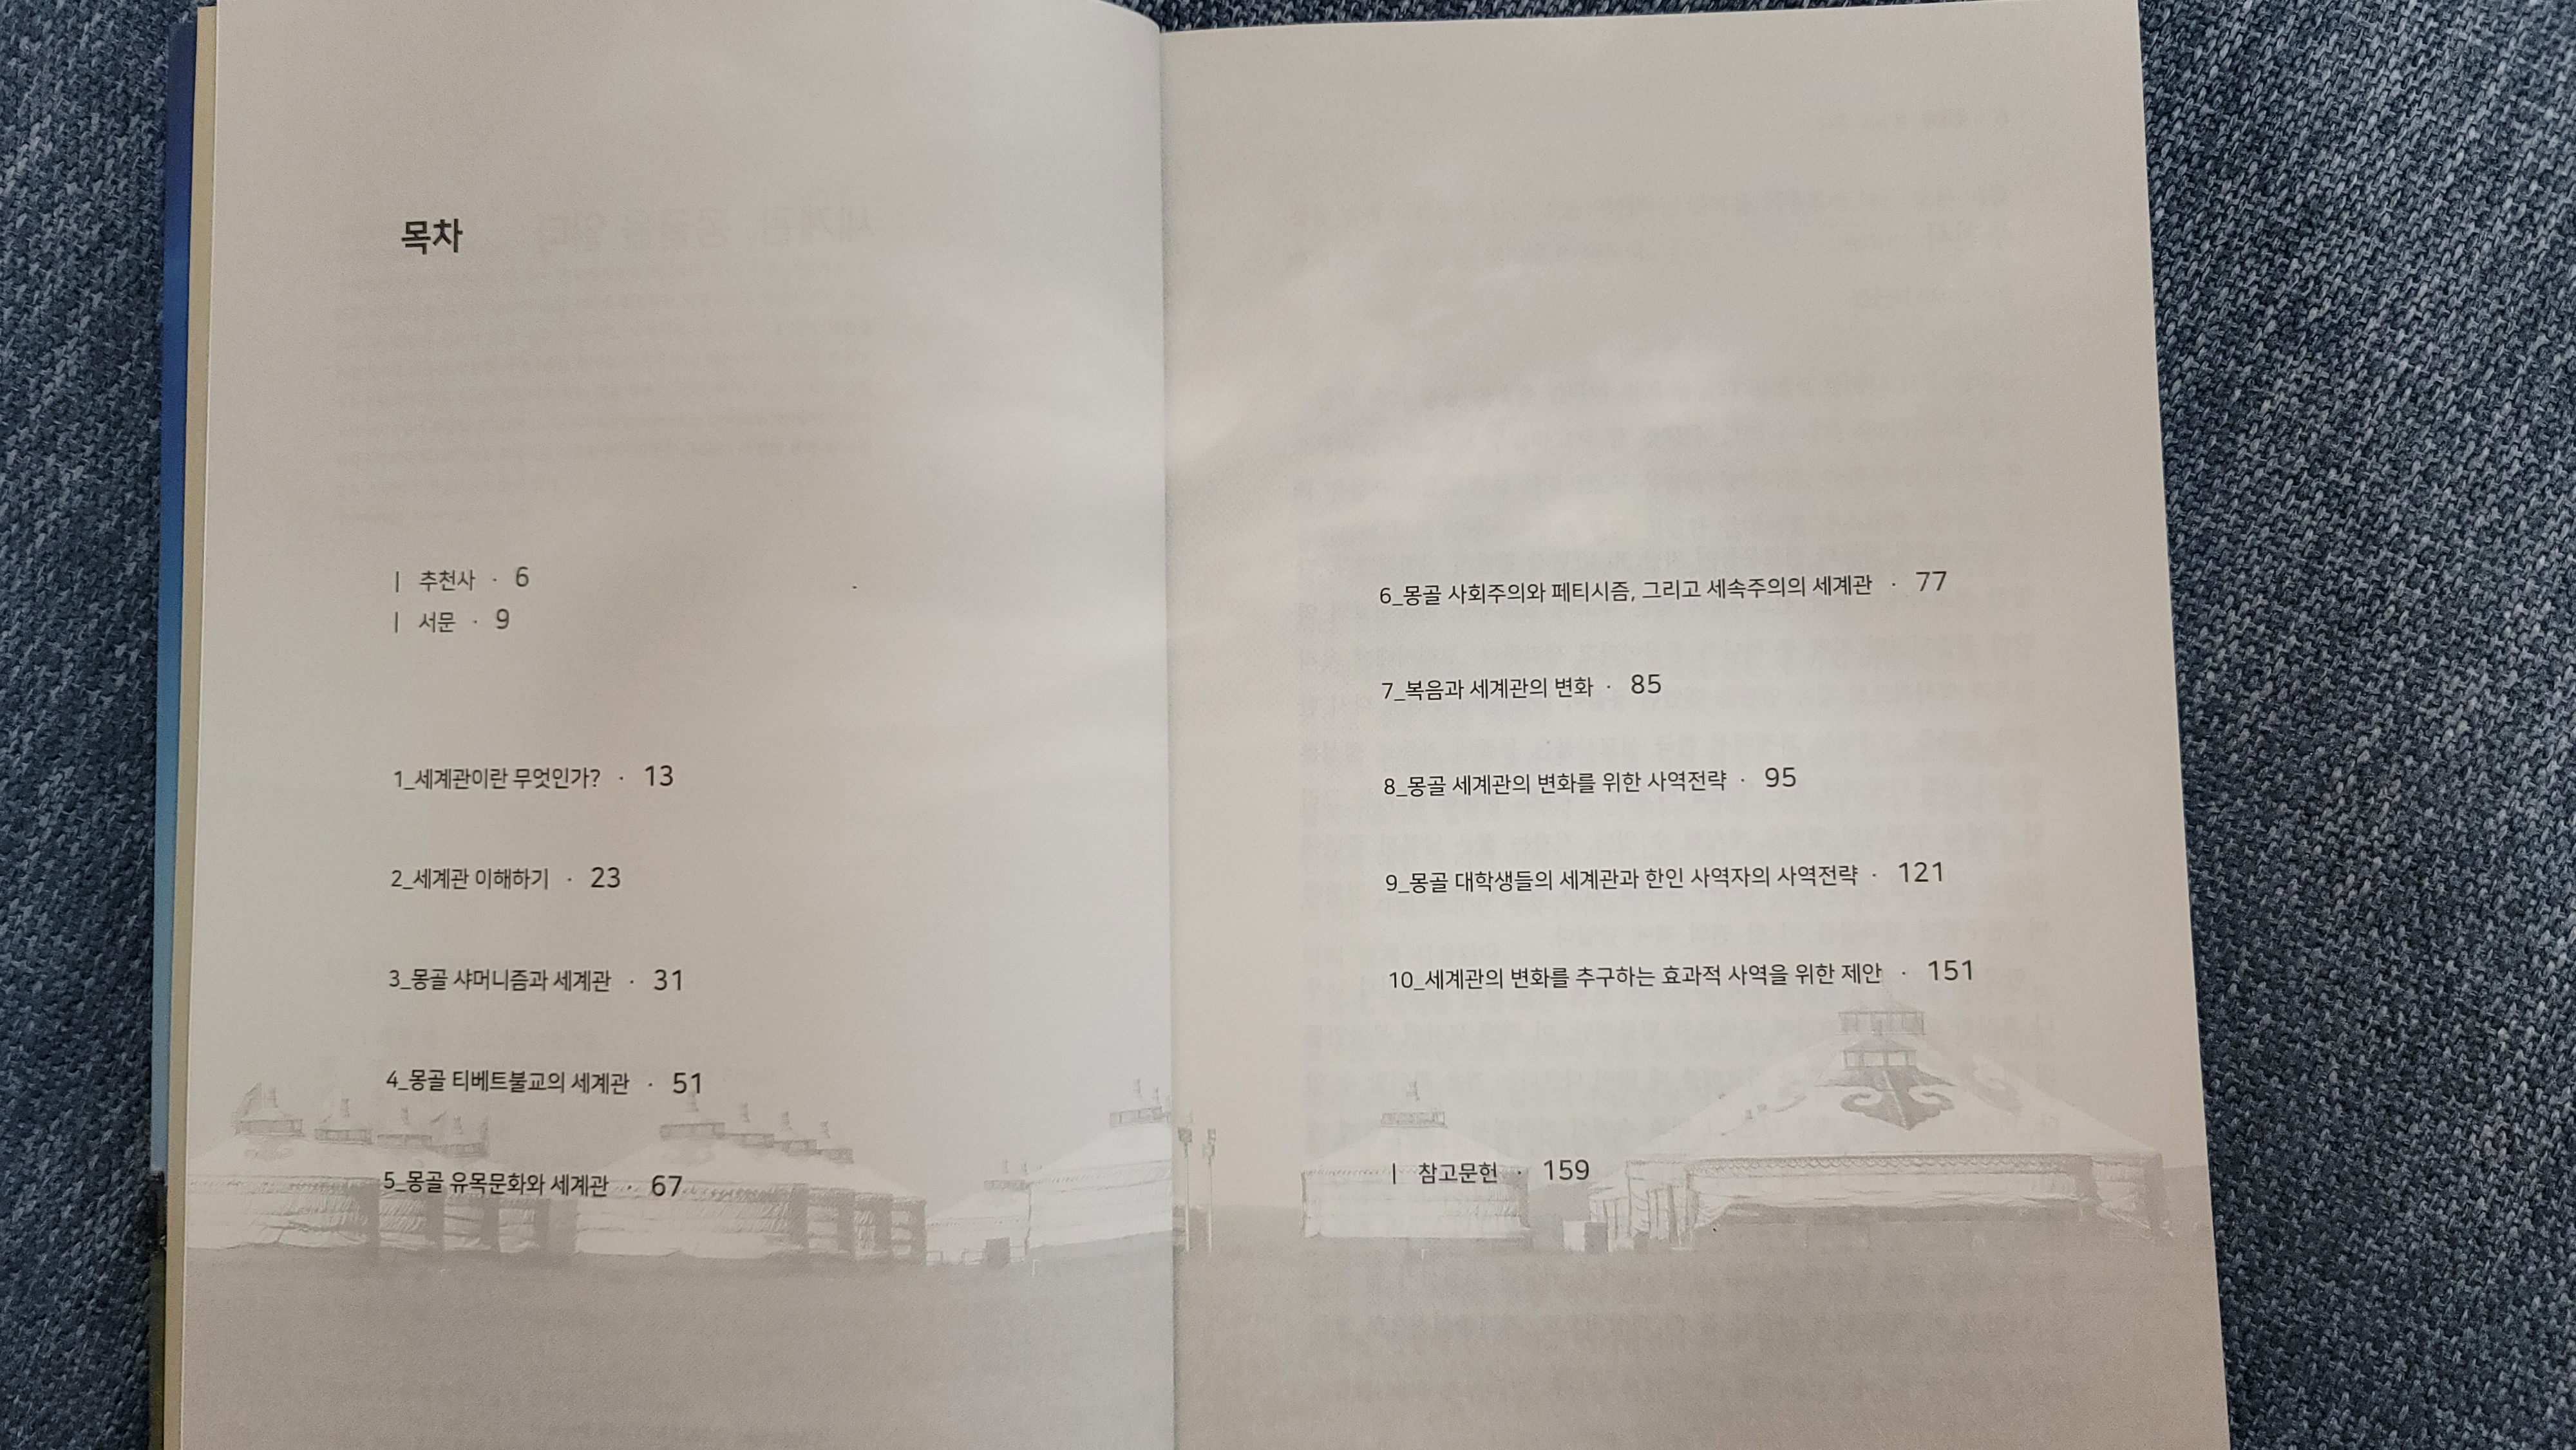 목차
| 추천사 · 6
| 서문 · 9
1_세계관이란 무엇인가? · 13
2_세계관 이해하기 · 23
3_몽골 샤머니즘과 세계관 · 31
4_몽골 티베트불교의 세계관 · 51
5_몽골 유목문화와 세계관 · 67
6_몽골 사회주의와 페티시즘, 그리고 세속주의의 세계관 · 77
7_복음과 세계관의 변화 · 85
8_몽골 세계관의 변화를 위한 사역전략 · 95
9_몽골 대학생들의 세계관과 한인 사역자의 사역전략 · 121
10_세계관의 변화를 추구하는 효과적 사역을 위한 제안 · 151
| 참고문헌 · 159